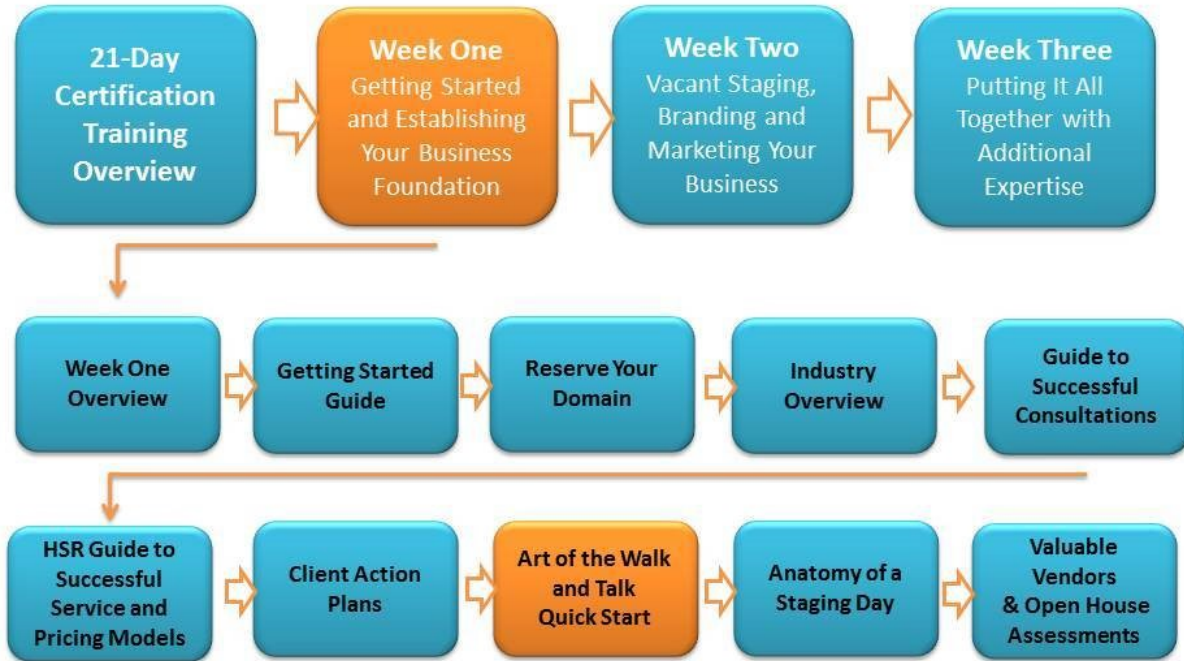 21-Day
Certification
Training
Overview
Week One
Getting Started
and Establishing
Your Business
Foundation
Week Two
Vacant Staging,
Branding and
Marketing Your
Business
Week Three
Putting It All
Together with
Additional
Expertise
Week One
Overview
Getting Started
Guide
Reserve Your
Domain
Industry
Overview
Guide to
Successful
Consultations
HSR Guide to
Successful
Service and
Pricing Models
Client Action
Plans
Art of the Walk
and Talk
Quick Start
Anatomy of a
Staging Day
Valuable
Vendors
& Open House
Assessments